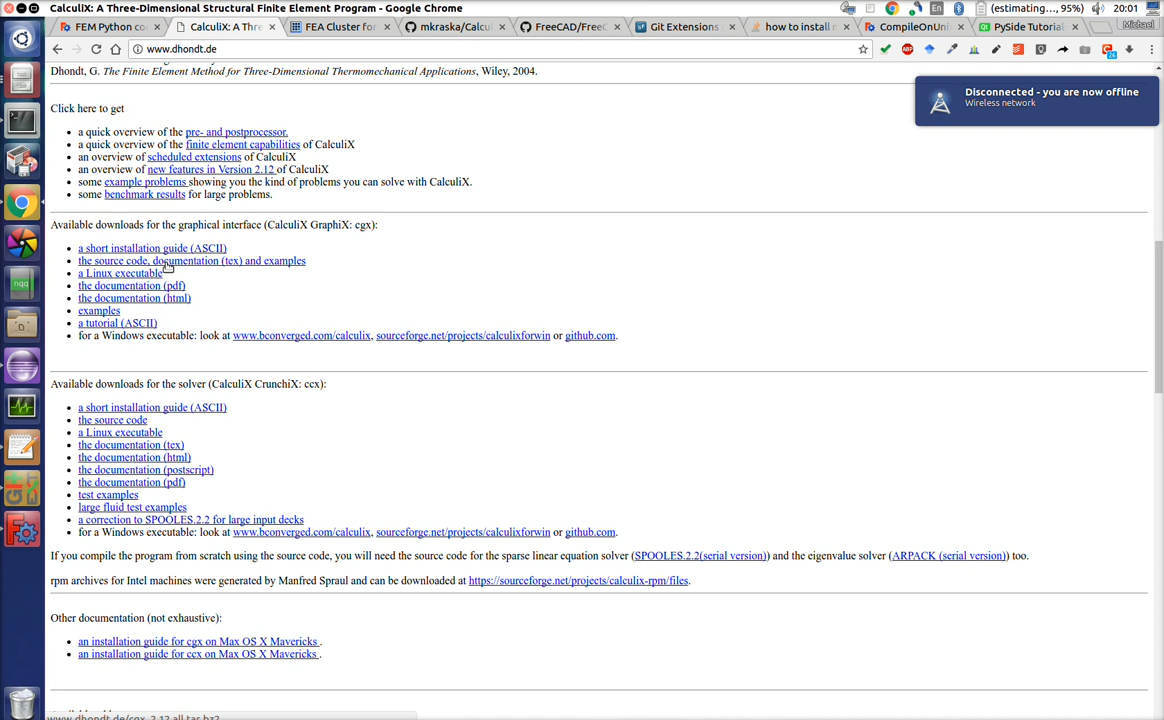 CalculiX: A Three-Dimensional Structural Finite Element Program - Google Chrome
En (estimating..., 95%) 20:01
FEM Python co CalculiX: A Thre FEA Cluster for mkraska/Calcu FreeCAD/FreeC Git Extensions how to install CompileOnUni PySide Tutorial Michael
www.dhondt.de
ABP
Dhondt, G. The Finite Element Method for Three-Dimensional Thermomechanical Applications, Wiley, 2004.
Disconnected - you are now offline
Wireless network
Click here to get
a quick overview of the pre- and postprocessor.
a quick overview of the finite element capabilities of CalculiX
an overview of scheduled extensions of CalculiX
an overview of new features in Version 2.12 of CalculiX
some example problems showing you the kind of problems you can solve with CalculiX.
some benchmark results for large problems.
Available downloads for the graphical interface (CalculiX GraphiX: cgx):
a short installation guide (ASCII)
the source code, documentation (tex) and examples
a Linux executable
the documentation (pdf)
the documentation (html)
examples
a tutorial (ASCII)
for a Windows executable: look at www.bconverged.com/calculix, sourceforge.net/projects/calculixforwin or github.com.
Available downloads for the solver (CalculiX CrunchiX: ccx):
a short installation guide (ASCII)
the source code
a Linux executable
the documentation (tex)
the documentation (html)
the documentation (postscript)
the documentation (pdf)
test examples
large fluid test examples
a correction to SPOOLES.2.2 for large input decks
for a Windows executable: look at www.bconverged.com/calculix, sourceforge.net/projects/calculixforwin or github.com.
If you compile the program from scratch using the source code, you will need the source code for the sparse linear equation solver (SPOOLES.2.2(serial version)) and the eigenvalue solver (ARPACK (serial version)) too.
rpm archives for Intel machines were generated by Manfred Spraul and can be downloaded at https://sourceforge.net/projects/calculix-rpm/files.
Other documentation (not exhaustive):
an installation guide for cgx on Max OS X Mavericks .
an installation guide for ccx on Max OS X Mavericks .
www.dhondt.de/cgx_2.12.all.tar.bz2